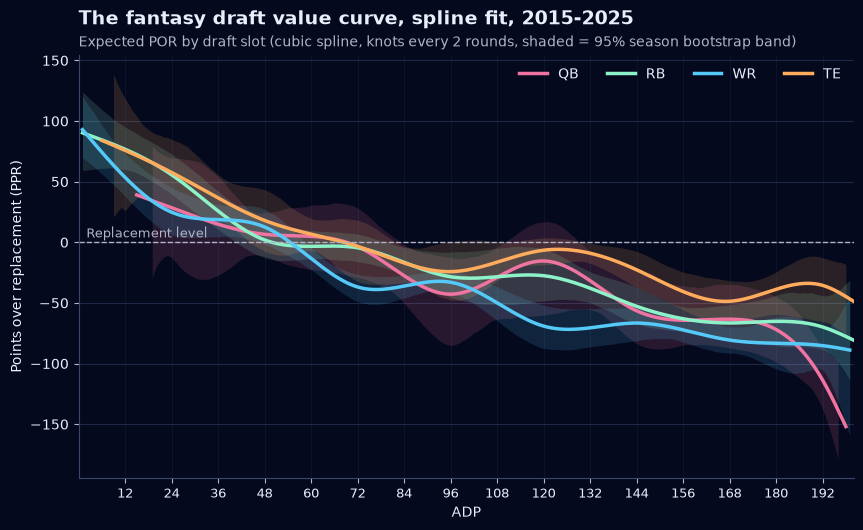 The fantasy draft value curve, spline fit, 2015-2025
Expected POR by draft slot (cubic spline, knots every 2 rounds, shaded = 95% season bootstrap band)
QB RB WR TE
Points over replacement (PPR)
150
100
50
0
−50
−100
−150
Replacement level
12 24 36 48 60 72 84 96 108 120 132 144 156 168 180 192
ADP